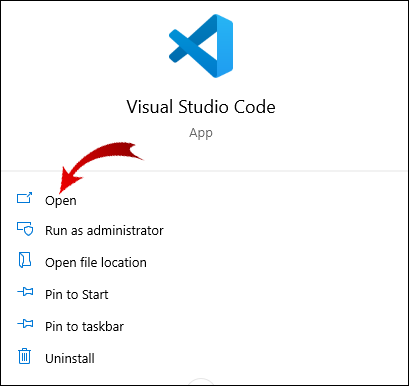 Visual Studio Code
App
Open
Run as administrator
Open file location
Pin to Start
Pin to taskbar
Uninstall